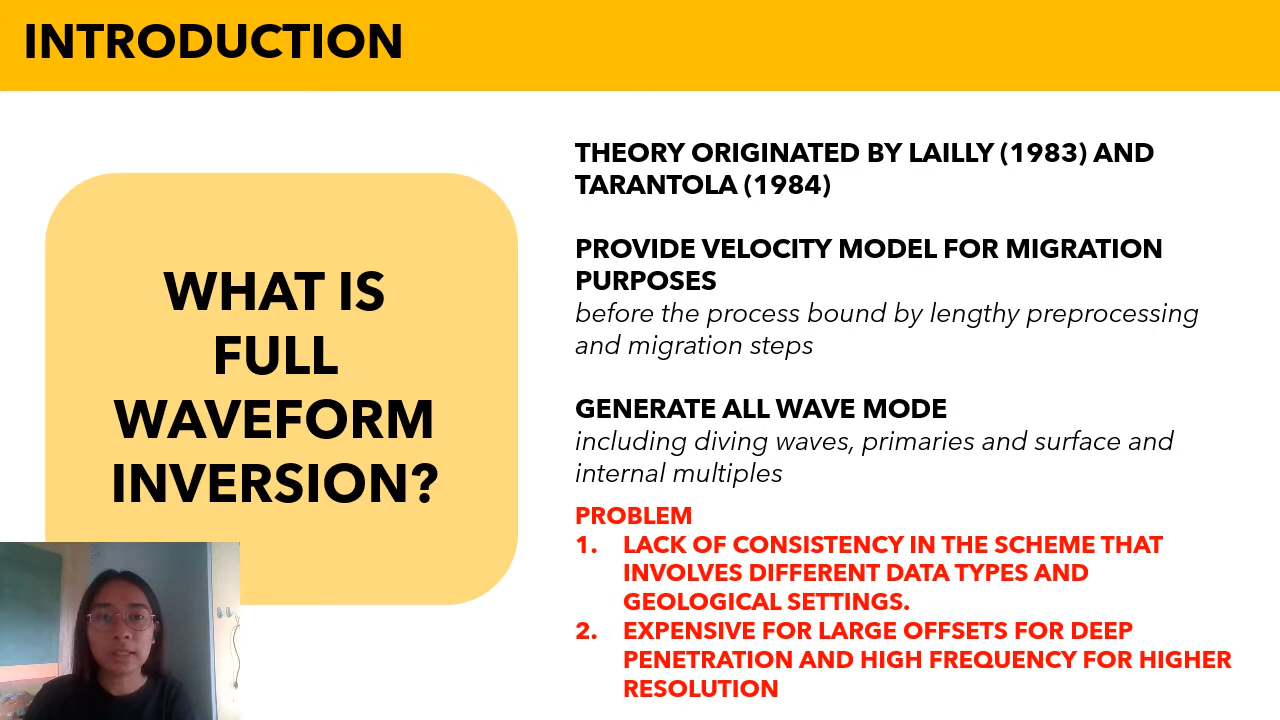 INTRODUCTION
WHAT IS
FULL
WAVEFORM
INVERSION?
THEORY ORIGINATED BY LAILLY (1983) AND
TARANTOLA (1984)
PROVIDE VELOCITY MODEL FOR MIGRATION
PURPOSES
before the process bound by lengthy preprocessing
and migration steps
GENERATE ALL WAVE MODE
including diving waves, primaries and surface and
internal multiples
PROBLEM
1. LACK OF CONSISTENCY IN THE SCHEME THAT
INVOLVES DIFFERENT DATA TYPES AND
GEOLOGICAL SETTINGS.
2. EXPENSIVE FOR LARGE OFFSETS FOR DEEP
PENETRATION AND HIGH FREQUENCY FOR HIGHER
RESOLUTION